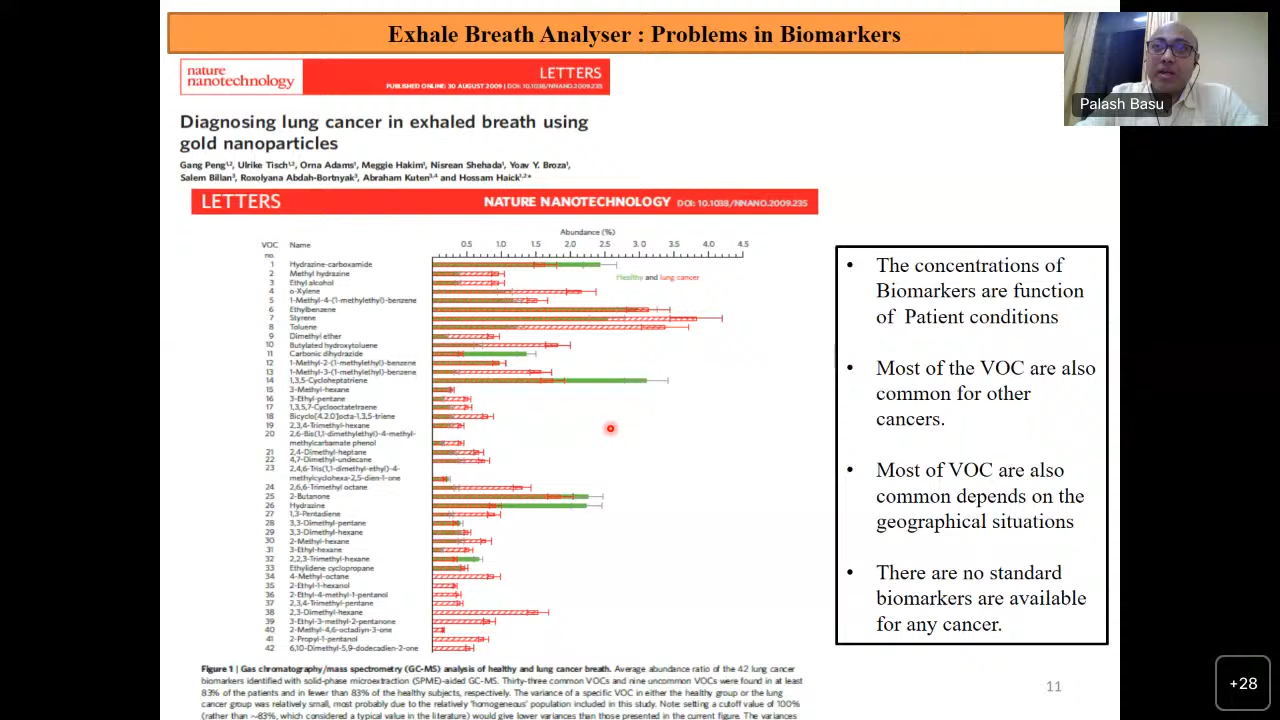 Exhale Breath Analyser : Problems in Biomarkers
Palash Basu
nature
nanotechnology
LETTERS
PUBLISHED ONLINE: 30 AUGUST 2009 | DOI: 10.1038/NNANO.2009.235
Diagnosing lung cancer in exhaled breath using
gold nanoparticles
Gang Peng¹,², Ulrike Tisch¹,², Orna Adams¹, Meggie Hakim¹, Nisrean Shehada¹, Yoav Y. Broza¹,
Salem Billan³, Roxolyana Abdah-Bortnyak³, Abraham Kuten³,⁴ and Hossam Haick¹,²*
LETTERS
NATURE NANOTECHNOLOGY DOI: 10.1038/NNANO.2009.235
Abundance (%)
VOC Name 0.5 1.0 1.5 2.0 2.5 3.0 3.5 4.0 4.5
no.
1 Hydrazine-carboxamide
2 Methyl hydrazine
Healthy and lung cancer
3 Ethyl alcohol
4 o-Xylene
5 1-Methyl-4-(1-methylethyl)-benzene
6 Ethylbenzene
7 Styrene
8 Toluene
9 Dimethyl ether
10 Butylated hydroxytoluene
11 Carbonic dihydrazide
12 1-Methyl-2-(1-methylethyl)-benzene
13 1-Methyl-3-(1-methylethyl)-benzene
14 1,3,5-Cycloheptatriene
15 3-Methyl-hexane
16 3-Ethyl-pentane
17 1,3,5,7-Cyclooctatetraene
18 Bicyclo[4.2.0]octa-1,3,5-triene
19 2,3,4-Trimethyl-hexane
20 2,6-Bis(1,1-dimethylethyl)-4-methyl-
methylcarbamate phenol
21 2,4-Dimethyl-heptane
22 4,7-Dimethyl-undecane
23 2,4,6-Tris(1,1-dimethyl-ethyl)-4-
methylcyclohexa-2,5-dien-1-one
24 2,6,6-Trimethyl octane
25 2-Butanone
26 Hydrazine
27 1,3-Pentadiene
28 3,3-Dimethyl-pentane
29 3,3-Dimethyl-hexane
30 2-Methyl-hexane
31 3-Ethyl-hexane
32 2,2,3-Trimethyl-hexane
33 Ethylidene cyclopropane
34 4-Methyl-octane
35 2-Ethyl-1-hexanol
36 2-Ethyl-4-methyl-1-pentanol
37 2,3,4-Trimethyl-pentane
38 2,3-Dimethyl-hexane
39 3-Ethyl-3-methyl-2-pentanone
40 2-Methyl-4,6-octadiyn-3-one
41 2-Propyl-1-pentanol
42 6,10-Dimethyl-5,9-dodecadien-2-one
Figure 1 | Gas chromatography/mass spectrometry (GC-MS) analysis of healthy and lung cancer breath. Average abundance ratio of the 42 lung cancer
biomarkers identified with solid-phase microextraction (SPME)-aided GC-MS. Thirty-three common VOCs and nine uncommon VOCs were found in at least
83% of the patients and in fewer than 83% of the healthy subjects, respectively. The variance of a specific VOC in either the healthy group or the lung
cancer group was relatively small, most probably due to the relatively 'homogeneous' population included in this study. Note: setting a cutoff value of 100%
(rather than ~83%, which considered a typical value in the literature) would give lower variances than those presented in the current figure. The variances
• The concentrations of
Biomarkers are function
of Patient conditions
• Most of the VOC are also
common for other
cancers.
• Most of VOC are also
common depends on the
geographical situations
• There are no standard
biomarkers are available
for any cancer.
11
+28